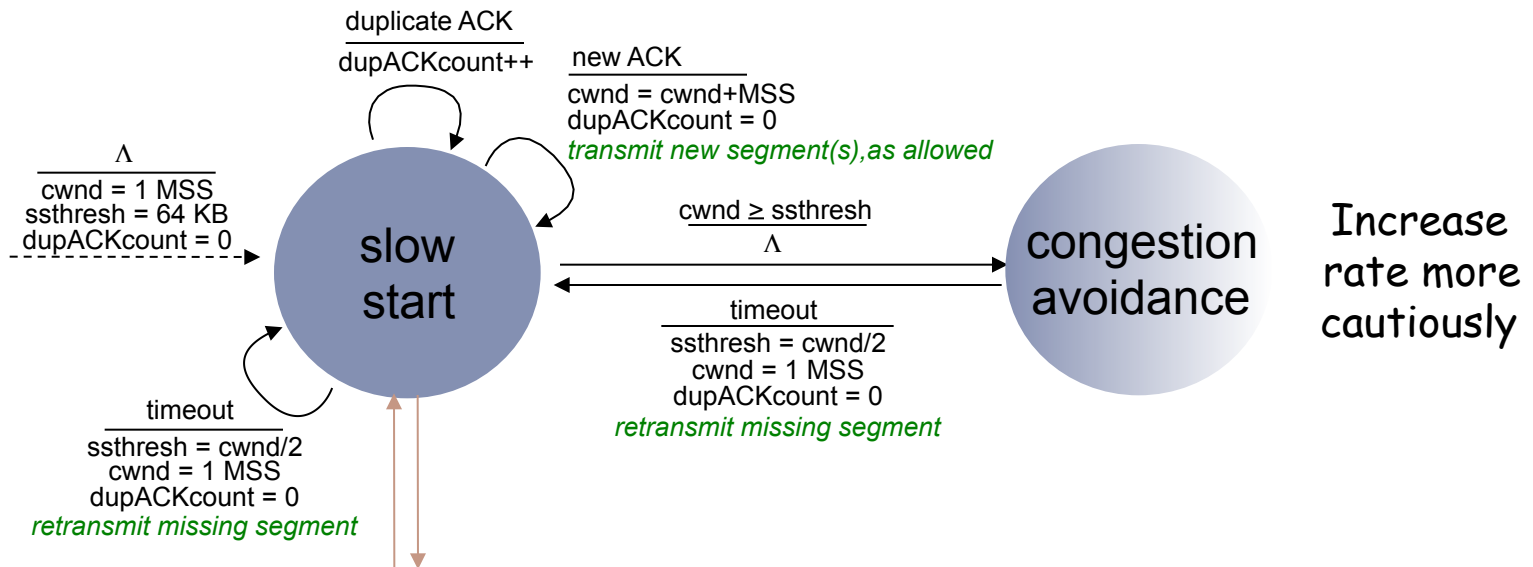 duplicate ACK
dupACKcount++
new ACK
cwnd = cwnd+MSS
dupACKcount = 0
transmit new segment(s),as allowed
Λ
cwnd = 1 MSS
ssthresh = 64 KB
dupACKcount = 0
slow
start
cwnd ≥ ssthresh
Λ
congestion
avoidance
Increase
rate more
cautiously
timeout
ssthresh = cwnd/2
cwnd = 1 MSS
dupACKcount = 0
retransmit missing segment
timeout
ssthresh = cwnd/2
cwnd = 1 MSS
dupACKcount = 0
retransmit missing segment